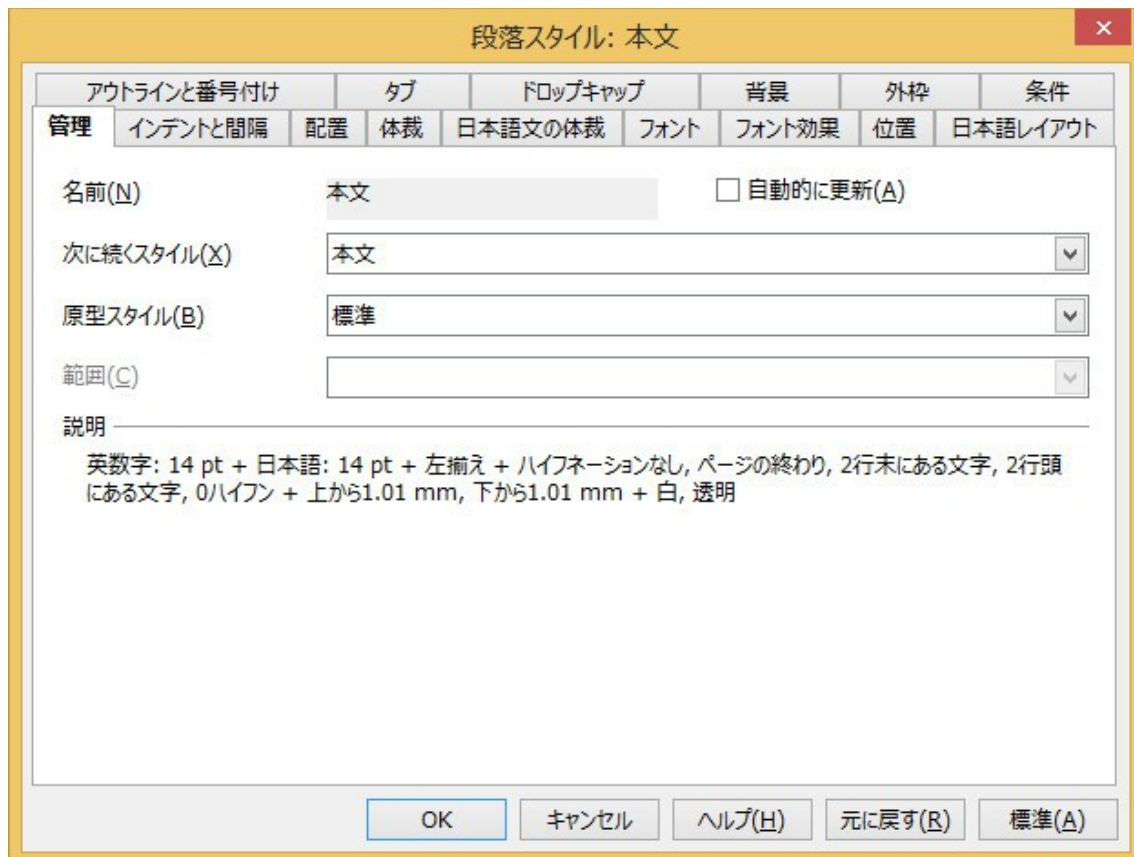 段落スタイル: 本文
アウトラインと番号付け タブ ドロップキャップ 背景 外枠 条件
管理 インデントと間隔 配置 体裁 日本語文の体裁 フォント フォント効果 位置 日本語レイアウト
名前(N) 本文 自動的に更新(A)
次に続くスタイル(X) 本文
原型スタイル(B) 標準
範囲(C)
説明
英数字: 14 pt + 日本語: 14 pt + 左揃え + ハイフネーションなし, ページの終わり, 2行末にある文字, 2行頭
にある文字, 0ハイフン + 上から1.01 mm, 下から1.01 mm + 白, 透明
OK キャンセル ヘルプ(H) 元に戻す(R) 標準(A)